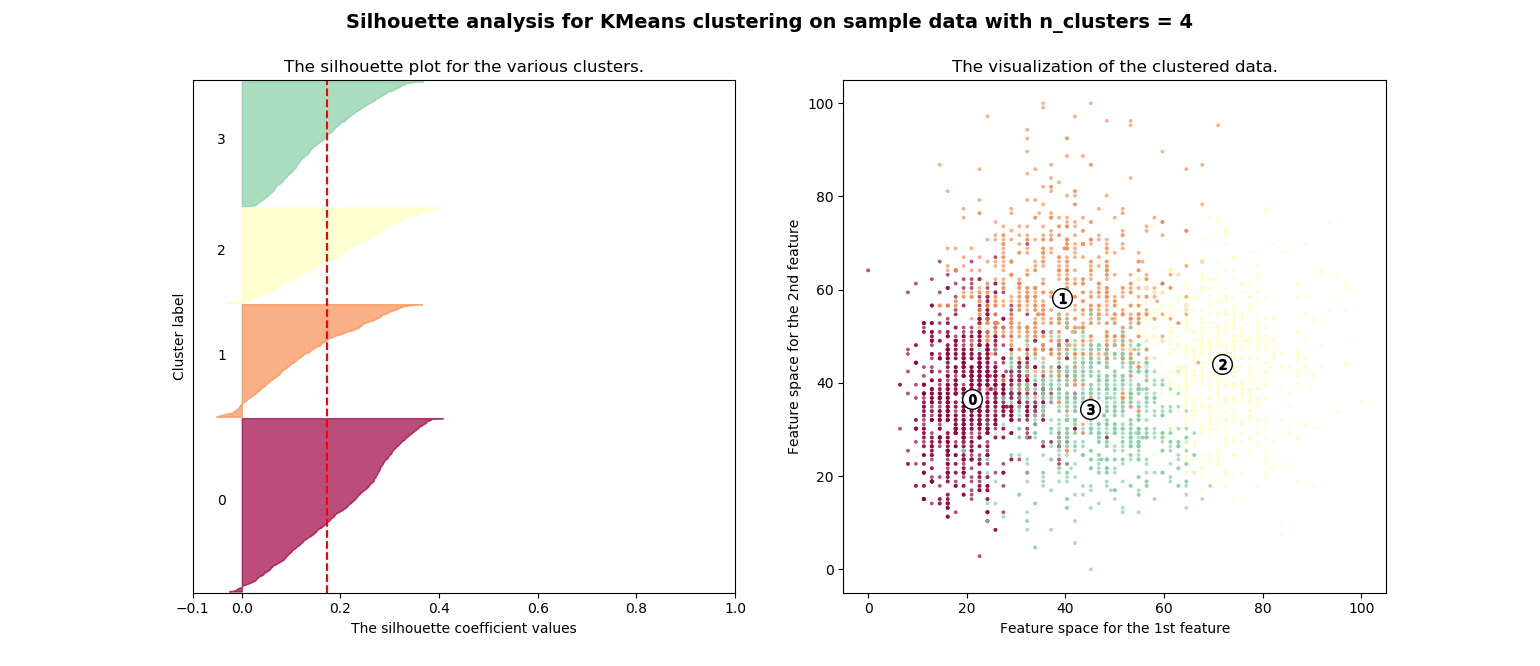 Silhouette analysis for KMeans clustering on sample data with n_clusters = 4
The silhouette plot for the various clusters.
3
2
1
0
Cluster label
−0.1 0.0 0.2 0.4 0.6 0.8 1.0
The silhouette coefficient values
The visualization of the clustered data.
100
80
60
40
20
0
Feature space for the 2nd feature
1
2
0
3
0 20 40 60 80 100
Feature space for the 1st feature